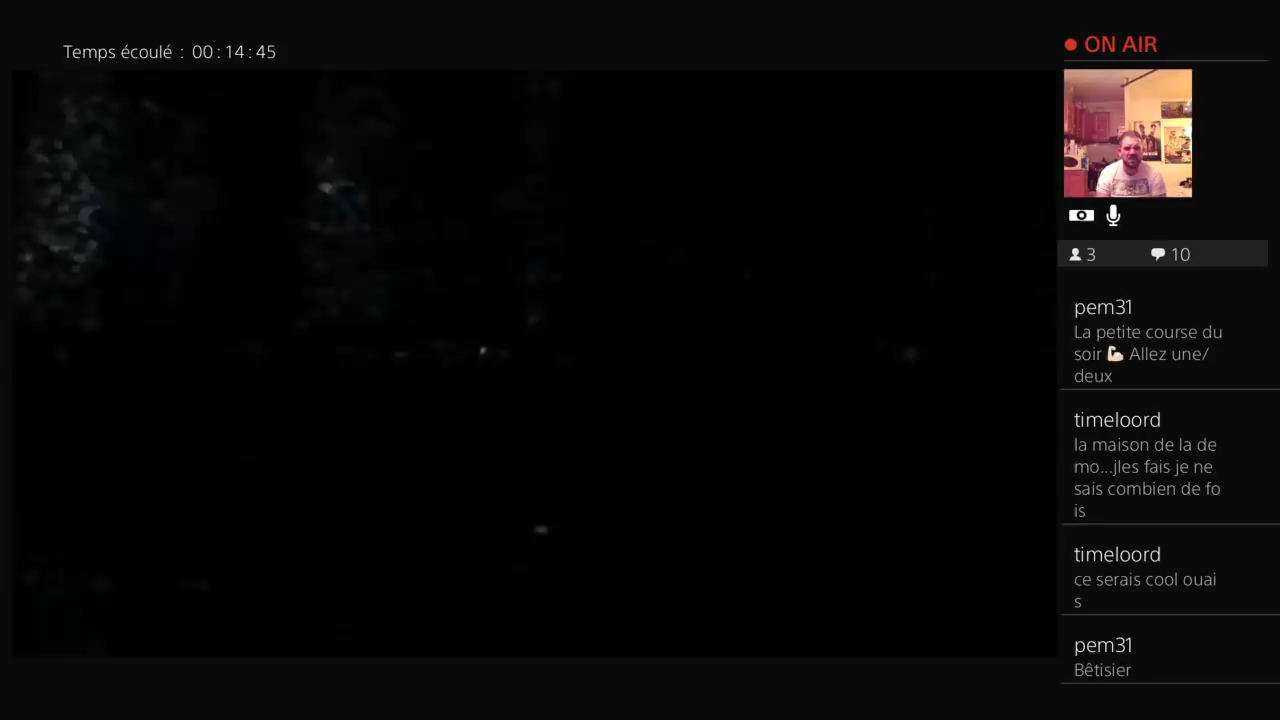 Temps écoulé : 00:14:45
ON AIR
3
10
pem31
La petite course du
soir 💪🏻 Allez une/
deux
timeloord
la maison de la de
mo...jles fais je ne
sais combien de fo
is
timeloord
ce serais cool ouai
s
pem31
Bêtisier